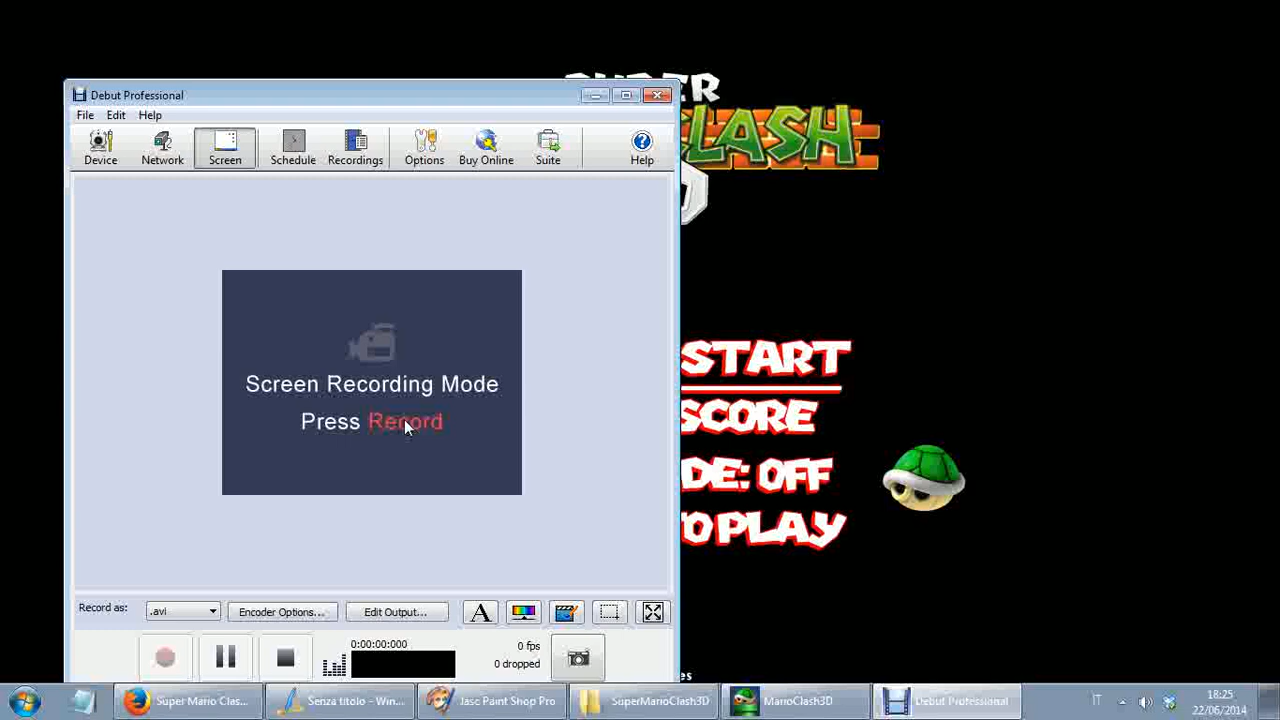 Debut Professional
File Edit Help
Device Network Screen Schedule Recordings Options Buy Online Suite Help
CLASH
START
SCORE
DE: OFF
TO PLAY
Screen Recording Mode
Press Record
Record as: .avi Encoder Options... Edit Output... A
0:00:00:000 0 fps
0 dropped
Super Mario Clas... Senza titolo - Win... Jasc Paint Shop Pro SuperMarioClash3D MarioClash3D Debut Professional IT 18:25
22/06/2014